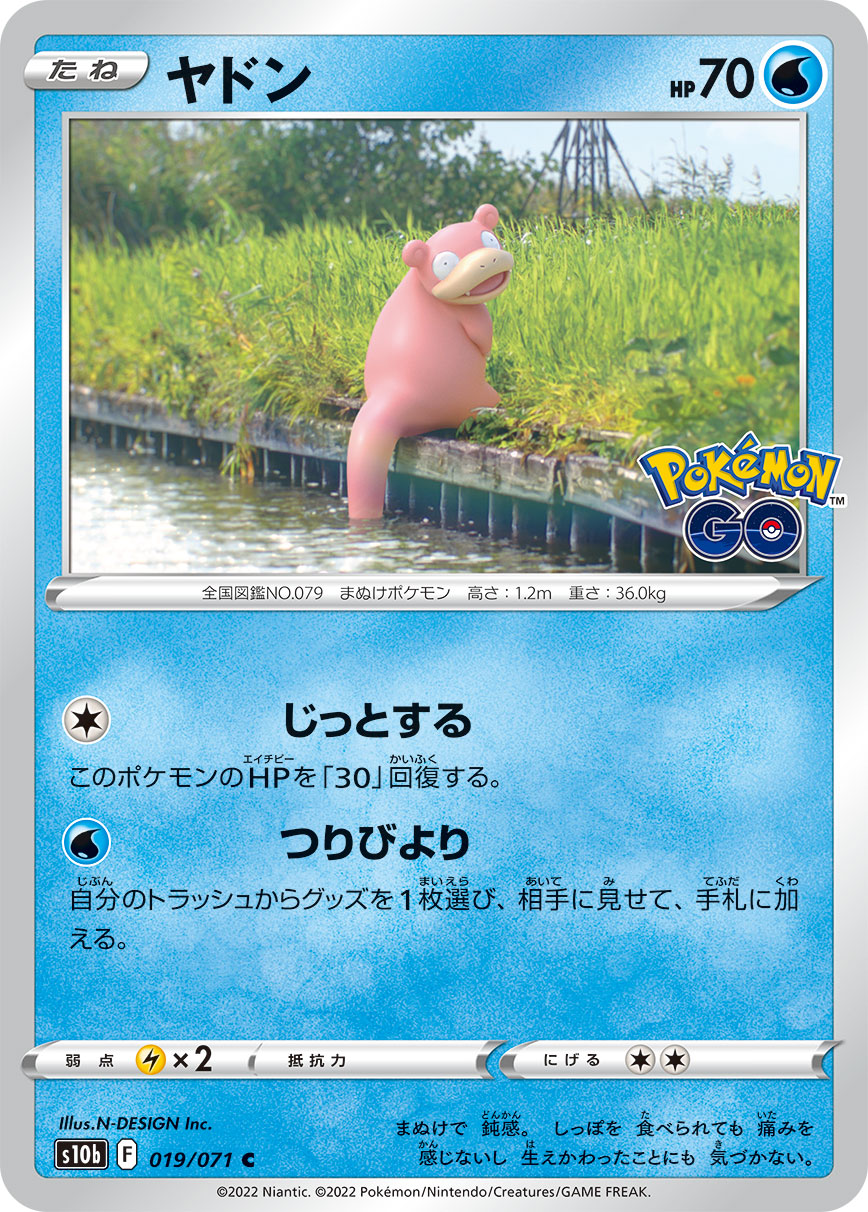 たね ヤドン HP70
Pokémon
GO
TM
全国図鑑NO.079 まぬけポケモン 高さ：1.2m 重さ：36.0kg
じっとする
エイチピー かいふく
このポケモンのHPを「30」回復する。
つりびより
じぶん まいえら あいて み てふだ くわ
自分のトラッシュからグッズを1枚選び、相手に見せて、手札に加
える。
弱点 ×2 抵抗力 にげる
Illus.N-DESIGN Inc.
どんかん た いた
まぬけで 鈍感。 しっぽを 食べられても 痛みを
かん は き
感じないし 生えかわったことにも 気づかない。
s10b F 019/071 C
©2022 Niantic. ©2022 Pokémon/Nintendo/Creatures/GAME FREAK.